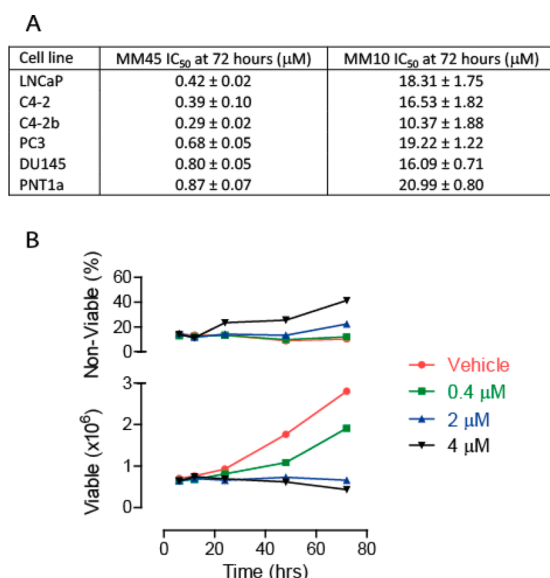 A
Cell line MM45 IC50 at 72 hours (μM) MM10 IC50 at 72 hours (μM)
LNCaP 0.42 ± 0.02 18.31 ± 1.75
C4-2 0.39 ± 0.10 16.53 ± 1.82
C4-2b 0.29 ± 0.02 10.37 ± 1.88
PC3 0.68 ± 0.05 19.22 ± 1.22
DU145 0.80 ± 0.05 16.09 ± 0.71
PNT1a 0.87 ± 0.07 20.99 ± 0.80
B
Non-Viable (%)
60
40
20
0
Viable (x10⁶)
3
2
1
0
0 20 40 60 80
Time (hrs)
Vehicle
0.4 μM
2 μM
4 μM